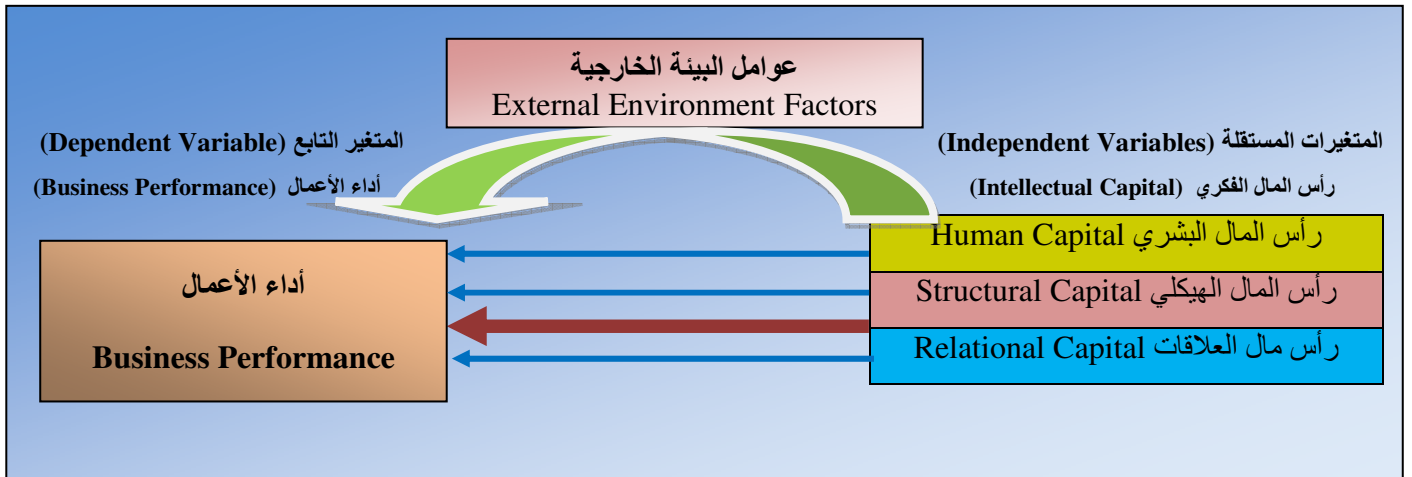 عوامل البيئة الخارجية
External Environment Factors
المتغيرات المستقلة (Independent Variables)
رأس المال الفكري (Intellectual Capital)
المتغير التابع (Dependent Variable)
أداء الأعمال (Business Performance)
رأس المال البشري Human Capital
رأس المال الهيكلي Structural Capital
رأس مال العلاقات Relational Capital
أداء الأعمال
Business Performance